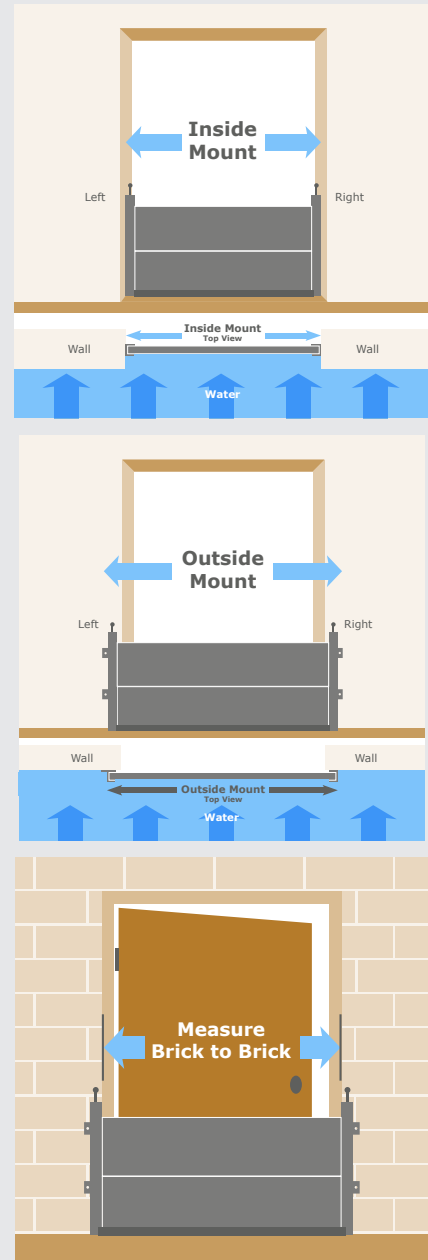 Inside
Mount
Left
Right
Inside Mount
Top View
Wall
Wall
Water
Outside
Mount
Left
Right
Wall
Wall
Outside Mount
Top View
Water
Measure
Brick to Brick